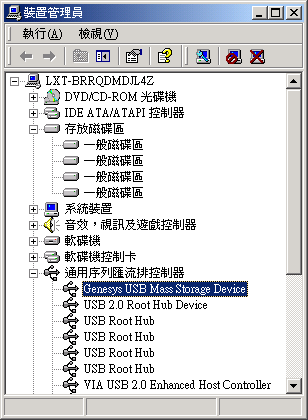 裝置管理員
執行(A)
檢視(V)
LXT-BRRQDMDJL4Z
DVD/CD-ROM 光碟機
IDE ATA/ATAPI 控制器
存放磁碟區
一般磁碟區
一般磁碟區
一般磁碟區
一般磁碟區
系統裝置
音效，視訊及遊戲控制器
軟碟機
軟碟機控制卡
通用序列匯流排控制器
Genesys USB Mass Storage Device
USB 2.0 Root Hub Device
USB Root Hub
USB Root Hub
USB Root Hub
USB Root Hub
VIA USB 2.0 Enhanced Host Controller